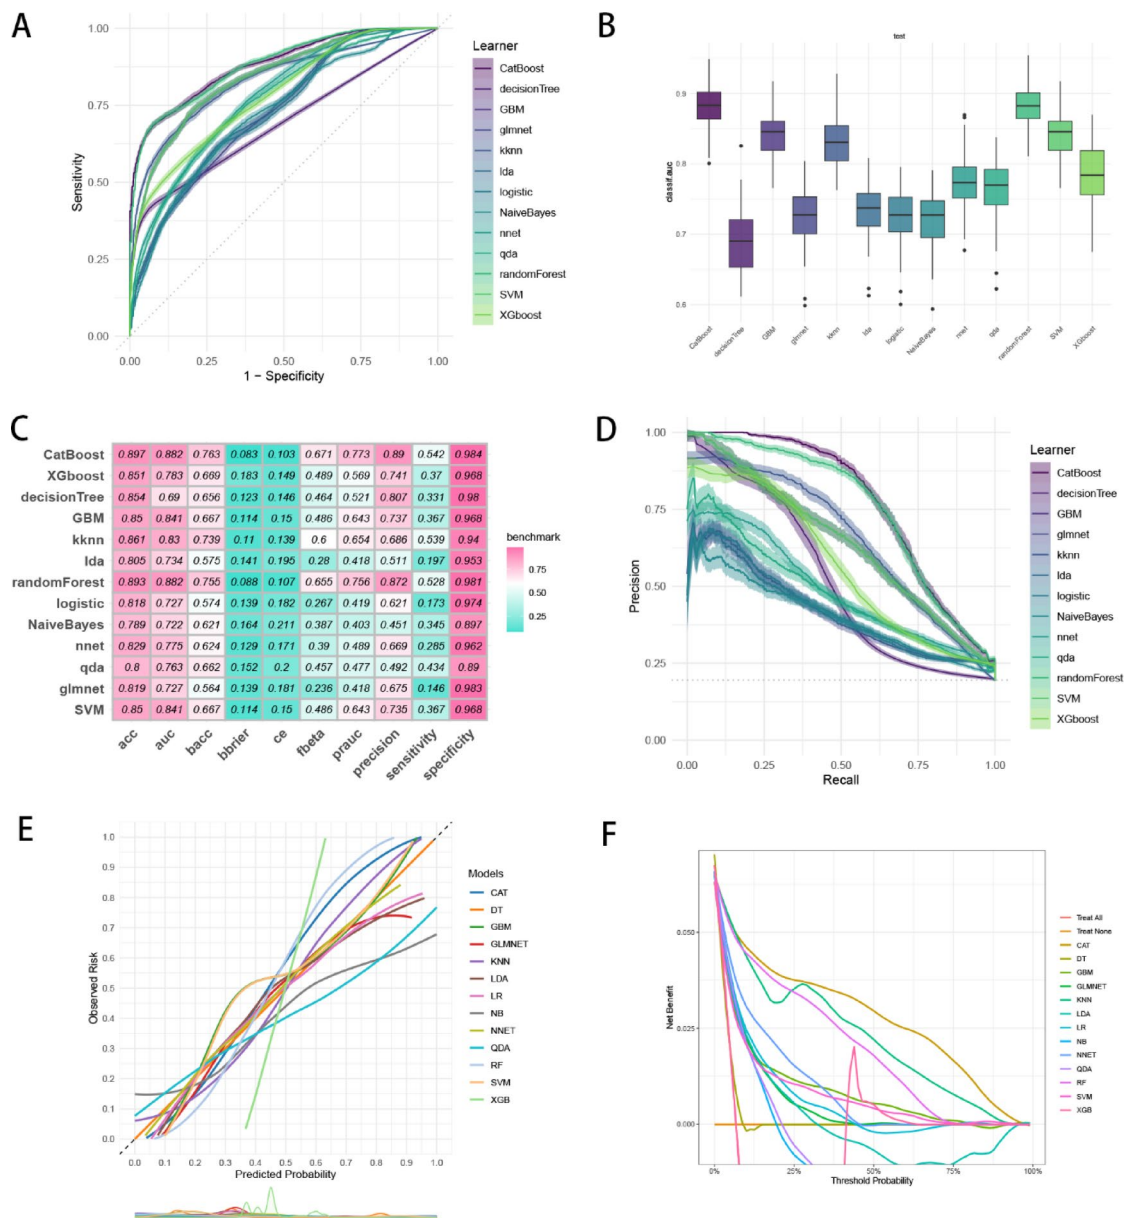 A
1.00
0.75
0.50
0.25
0.00
Sensitivity
0.00 0.25 0.50 0.75 1.00
1 − Specificity
Learner
CatBoost
decisionTree
GBM
glmnet
kknn
lda
logistic
NaiveBayes
nnet
qda
randomForest
SVM
XGboost
B
0.9
0.8
0.7
0.6
classif.auc
CatBoost
decisionTree
GBM
glmnet
kknn
lda
logistic
NaiveBayes
nnet
qda
randomForest
SVM
XGboost
C
CatBoost 0.897 0.882 0.763 0.083 0.103 0.671 0.773 0.89 0.542 0.984
XGboost 0.851 0.783 0.669 0.183 0.149 0.489 0.569 0.741 0.37 0.968
decisionTree 0.854 0.69 0.656 0.123 0.146 0.464 0.521 0.807 0.331 0.98
GBM 0.85 0.841 0.667 0.114 0.15 0.486 0.643 0.737 0.367 0.968
kknn 0.861 0.83 0.739 0.11 0.139 0.6 0.654 0.686 0.539 0.94
lda 0.805 0.734 0.575 0.141 0.195 0.28 0.418 0.511 0.197 0.953
randomForest 0.893 0.882 0.755 0.088 0.107 0.655 0.756 0.872 0.528 0.981
logistic 0.818 0.727 0.574 0.139 0.182 0.267 0.419 0.621 0.173 0.974
NaiveBayes 0.789 0.722 0.621 0.164 0.211 0.387 0.403 0.451 0.345 0.897
nnet 0.829 0.775 0.624 0.129 0.171 0.39 0.489 0.669 0.285 0.962
qda 0.8 0.763 0.662 0.152 0.2 0.457 0.477 0.492 0.434 0.89
glmnet 0.819 0.727 0.564 0.139 0.181 0.236 0.418 0.675 0.146 0.983
SVM 0.85 0.841 0.667 0.114 0.15 0.486 0.643 0.735 0.367 0.968
acc auc bacc bbrier ce fbeta prauc precision sensitivity specificity
benchmark
0.75
0.50
0.25
D
1.00
0.75
0.50
0.25
0.00
Precision
0.00 0.25 0.50 0.75 1.00
Recall
Learner
CatBoost
decisionTree
GBM
glmnet
kknn
lda
logistic
NaiveBayes
nnet
qda
randomForest
SVM
XGboost
E
1.0
0.9
0.8
0.7
0.6
0.5
0.4
0.3
0.2
0.1
0.0
Observed Risk
0.0 0.1 0.2 0.3 0.4 0.5 0.6 0.7 0.8 0.9 1.0
Predicted Probability
Models
CAT
DT
GBM
GLMNET
KNN
LDA
LR
NB
NNET
QDA
RF
SVM
XGB
F
0.050
0.025
0.000
Net Benefit
0% 25% 50% 75% 100%
Threshold Probability
Treat All
Treat None
CAT
DT
GBM
GLMNET
KNN
LDA
LR
NB
NNET
QDA
RF
SVM
XGB